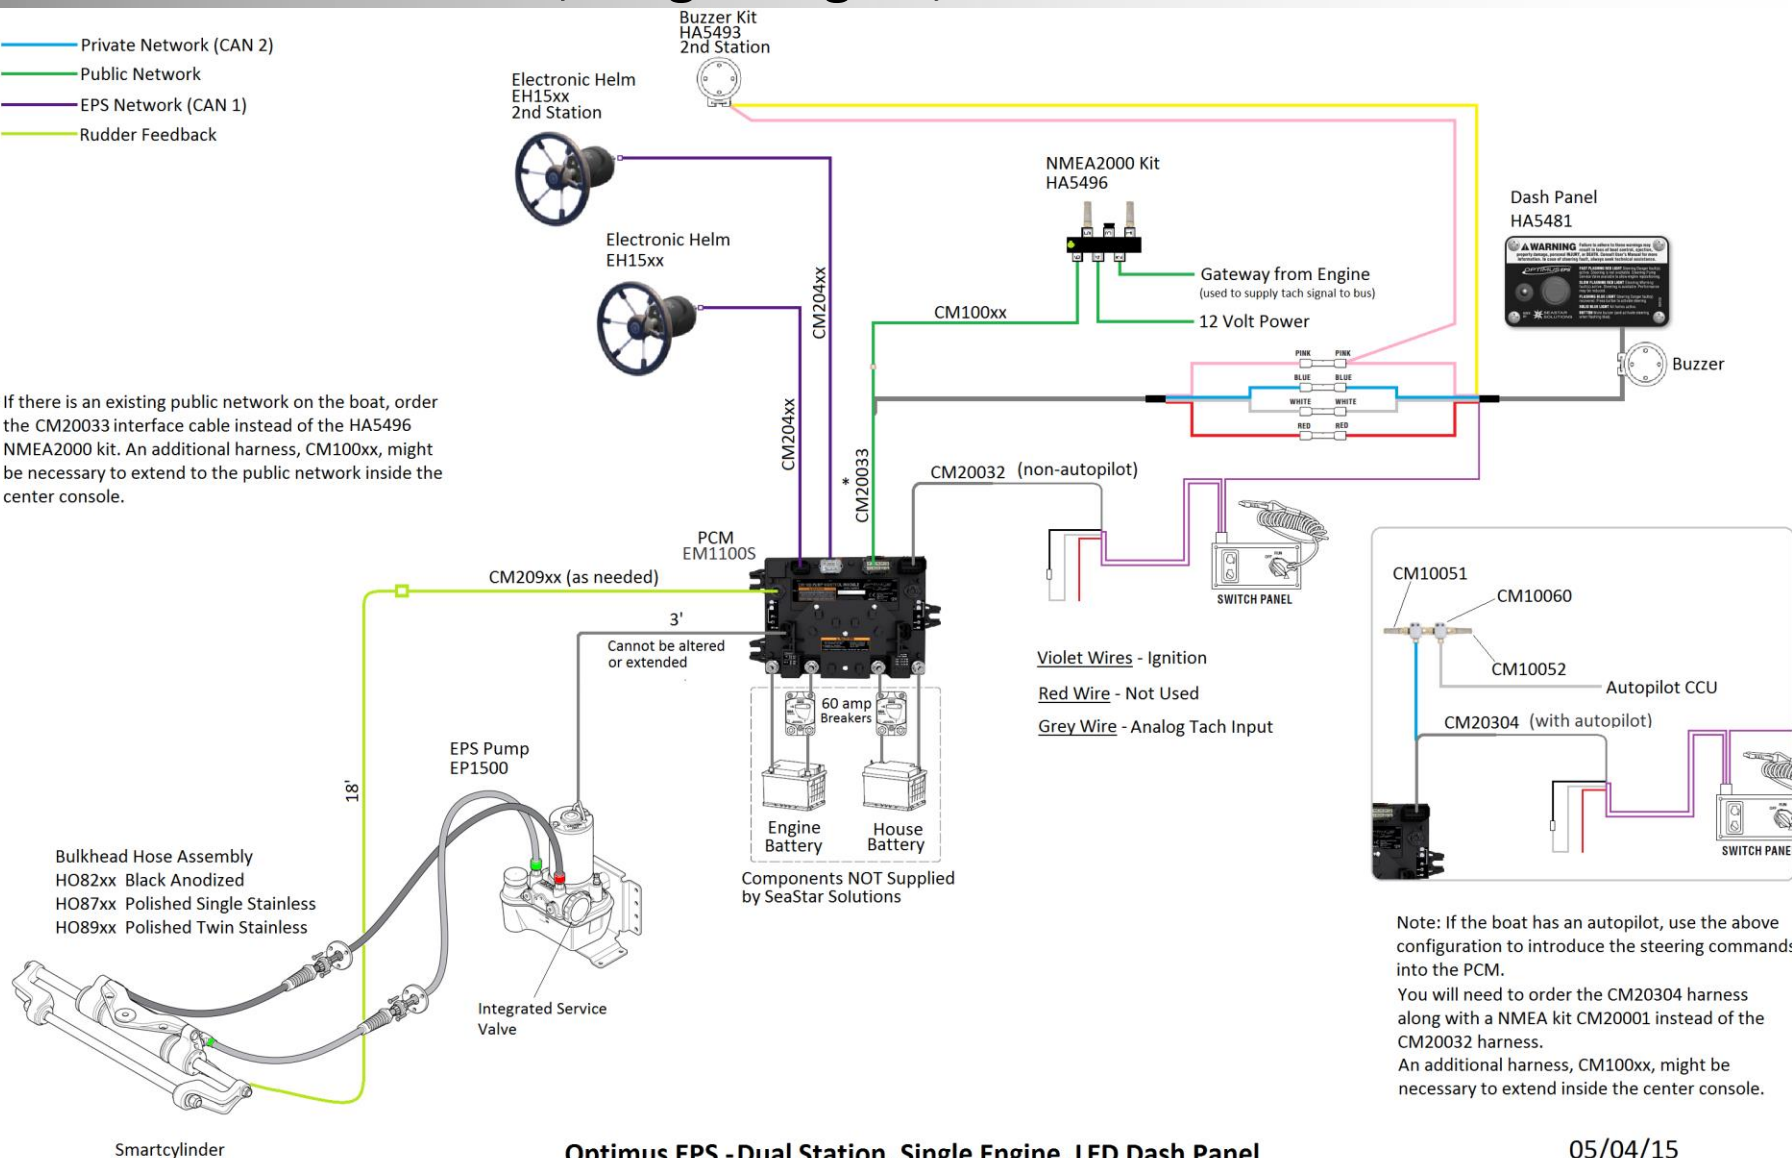 Private Network (CAN 2)
Public Network
EPS Network (CAN 1)
Rudder Feedback
Buzzer Kit
HA5493
2nd Station
Electronic Helm
EH15xx
2nd Station
Electronic Helm
EH15xx
NMEA2000 Kit
HA5496
Dash Panel
HA5481
WARNING
Gateway from Engine
(used to supply tach signal to bus)
12 Volt Power
CM100xx
CM204xx
CM204xx
* CM20033
PINK PINK
BLUE BLUE
WHITE WHITE
RED RED
Buzzer
If there is an existing public network on the boat, order
the CM20033 interface cable instead of the HA5496
NMEA2000 kit. An additional harness, CM100xx, might
be necessary to extend to the public network inside the
center console.
CM20032 (non-autopilot)
SWITCH PANEL
PCM
EM1100S
CM209xx (as needed)
3'
Cannot be altered
or extended
18'
60 amp
Breakers
Engine
Battery
House
Battery
Components NOT Supplied
by SeaStar Solutions
Violet Wires - Ignition
Red Wire - Not Used
Grey Wire - Analog Tach Input
EPS Pump
EP1500
Integrated Service
Valve
Bulkhead Hose Assembly
HO82xx Black Anodized
HO87xx Polished Single Stainless
HO89xx Polished Twin Stainless
CM10051
CM10060
CM10052
Autopilot CCU
CM20304 (with autopilot)
SWITCH PANE
Note: If the boat has an autopilot, use the above
configuration to introduce the steering commands
into the PCM.
You will need to order the CM20304 harness
along with a NMEA kit CM20001 instead of the
CM20032 harness.
An additional harness, CM100xx, might be
necessary to extend inside the center console.
Smartcylinder
Optimus EPS - Dual Station, Single Engine, LED Dash Panel
05/04/15